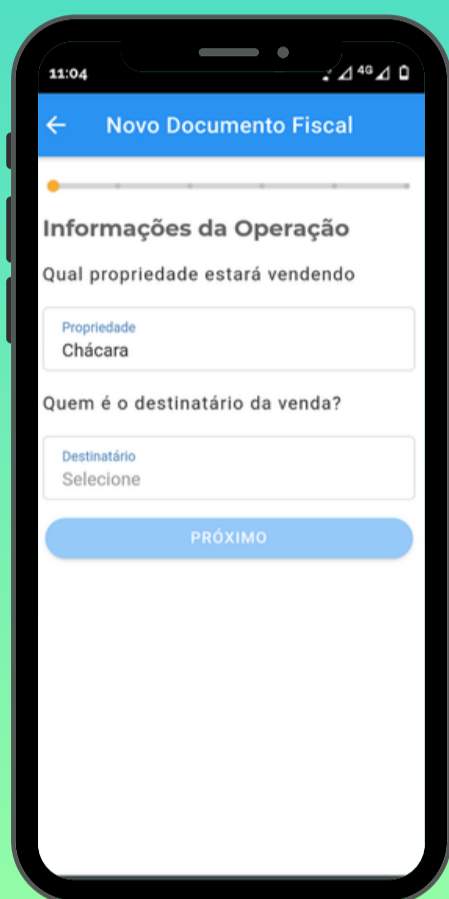 11:04
4G
Novo Documento Fiscal
Informações da Operação
Qual propriedade estará vendendo
Propriedade
Chácara
Quem é o destinatário da venda?
Destinatário
Selecione
PRÓXIMO